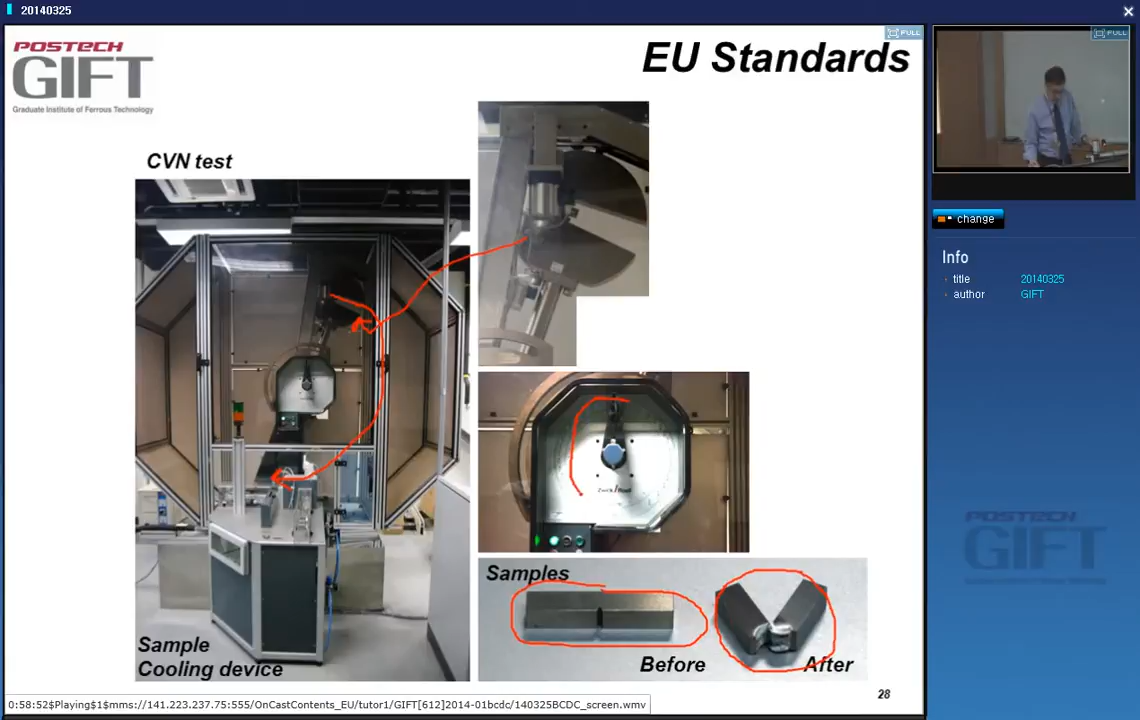 20140325
POSTECH
GIFT
Graduate Institute of Ferrous Technology
EU Standards
FULL
FULL
CVN test
change
Info
title 20140325
author GIFT
Samples
Before
After
Sample
Cooling device
28
POSTECH
GIFT
0:58:52$Playing$1$mms://141.223.237.75:555/OnCastContents_EU/tutor1/GIFT[612]2014-01bcdc/140325BCDC_screen.wmv